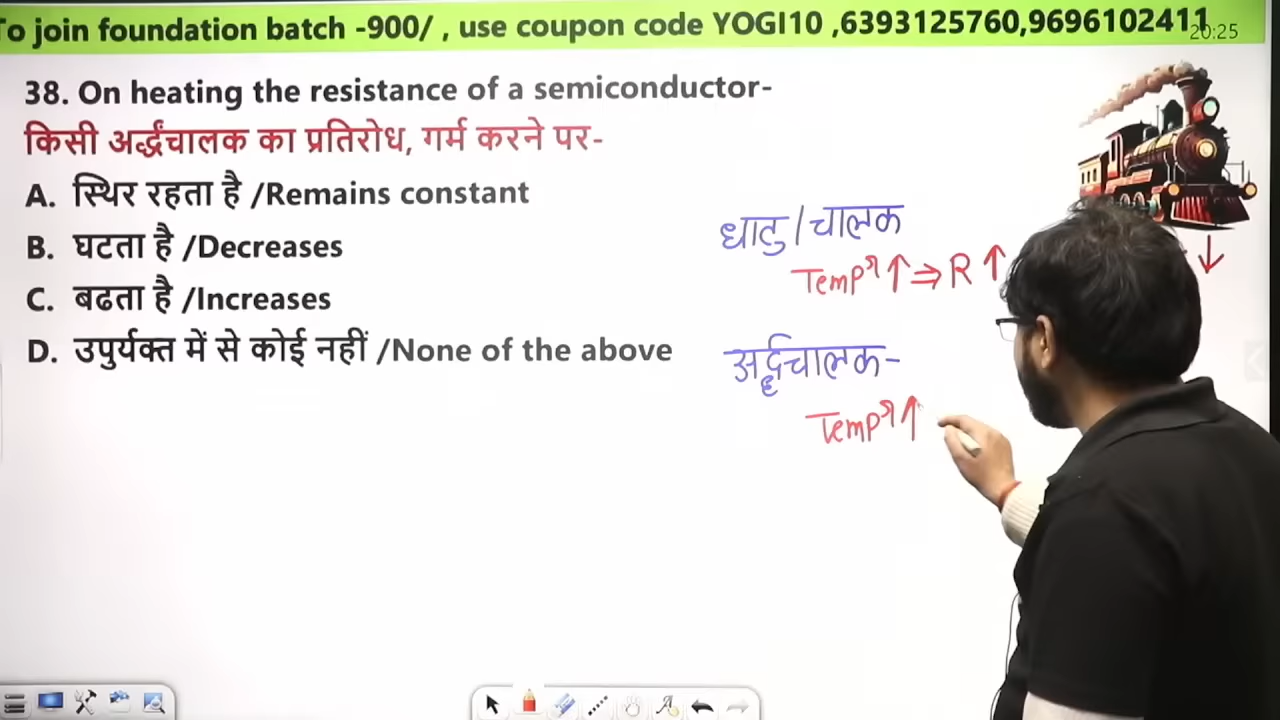 To join foundation batch -900/ , use coupon code YOGI10 ,6393125760,9696102411
20:25
38. On heating the resistance of a semiconductor-
किसी अर्द्धचालक का प्रतिरोध, गर्म करने पर-
A. स्थिर रहता है /Remains constant
B. घटता है /Decreases
C. बढता है /Increases
D. उपुर्यक्त में से कोई नहीं /None of the above
धातु/चालक
Tempर ↑ ⇒ R ↑ ↓
अर्द्धचालक-
Tempर ↑